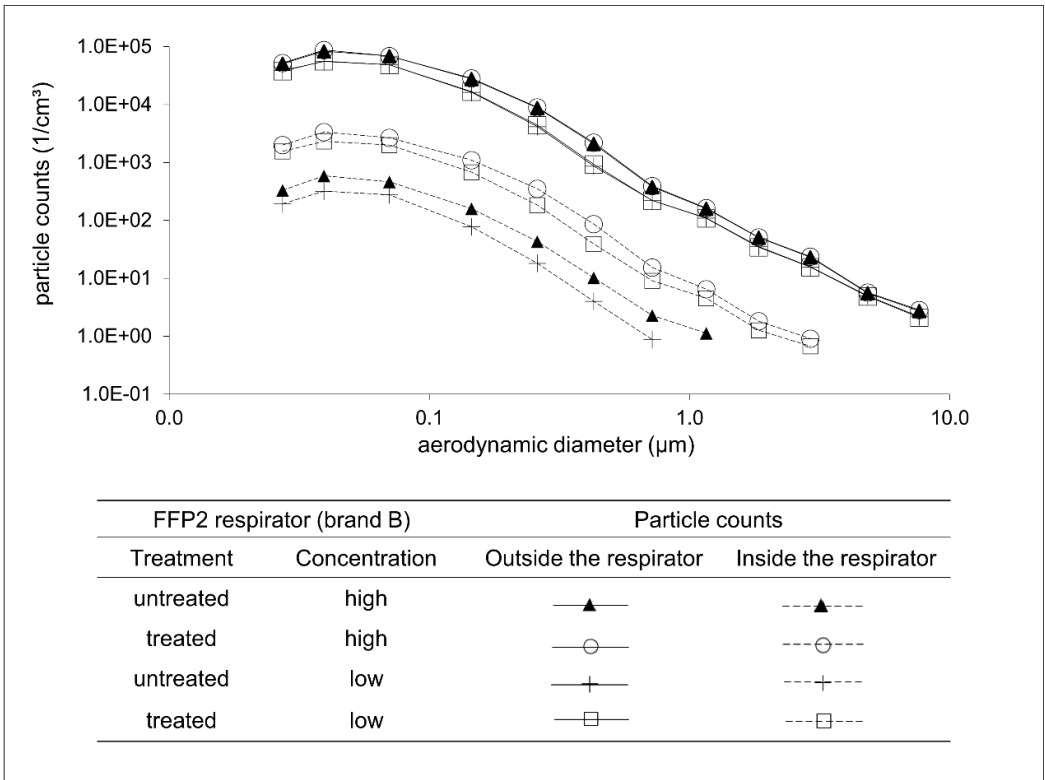 1.0E+05
1.0E+04
1.0E+03
1.0E+02
1.0E+01
1.0E+00
1.0E-01
particle counts (1/cm³)
0.0 0.1 1.0 10.0
aerodynamic diameter (µm)
FFP2 respirator (brand B) Particle counts
Treatment Concentration Outside the respirator Inside the respirator
untreated high
treated high
untreated low
treated low